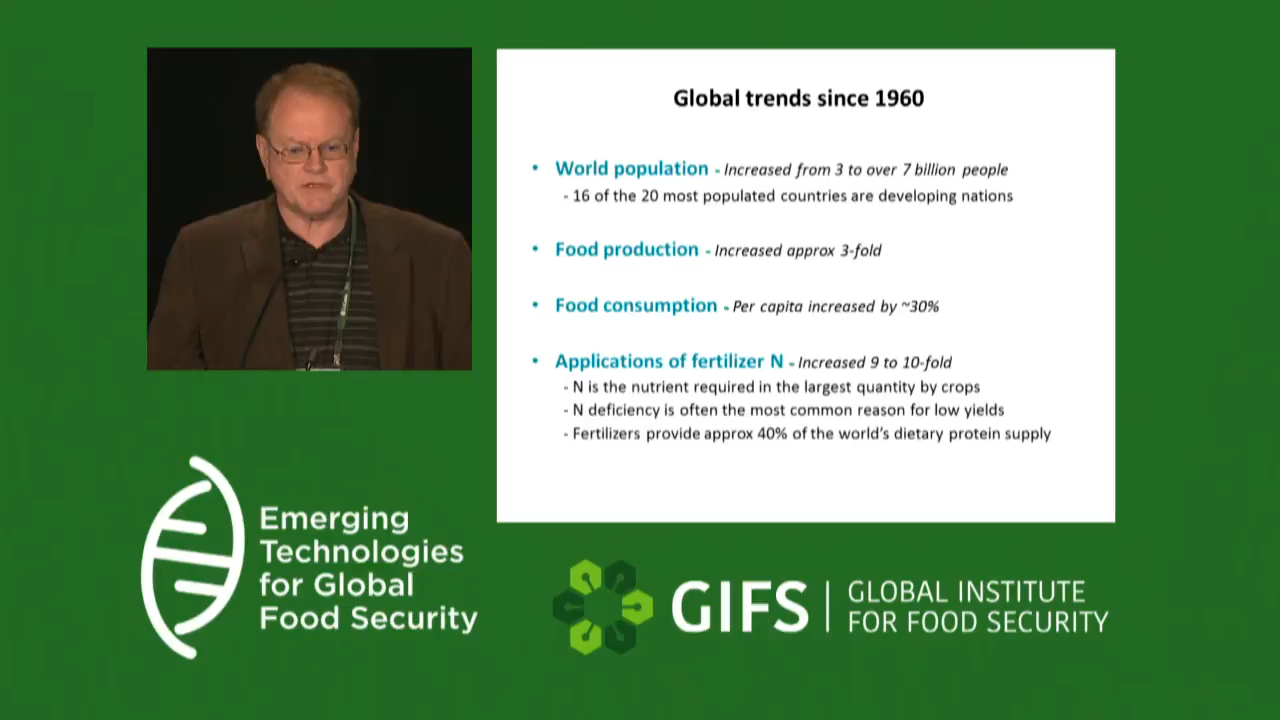 Global trends since 1960
• World population - Increased from 3 to over 7 billion people
- 16 of the 20 most populated countries are developing nations
• Food production - Increased approx 3-fold
• Food consumption - Per capita increased by ~30%
• Applications of fertilizer N - Increased 9 to 10-fold
- N is the nutrient required in the largest quantity by crops
- N deficiency is often the most common reason for low yields
- Fertilizers provide approx 40% of the world's dietary protein supply
Emerging
Technologies
for Global
Food Security
GIFS
GLOBAL INSTITUTE
FOR FOOD SECURITY